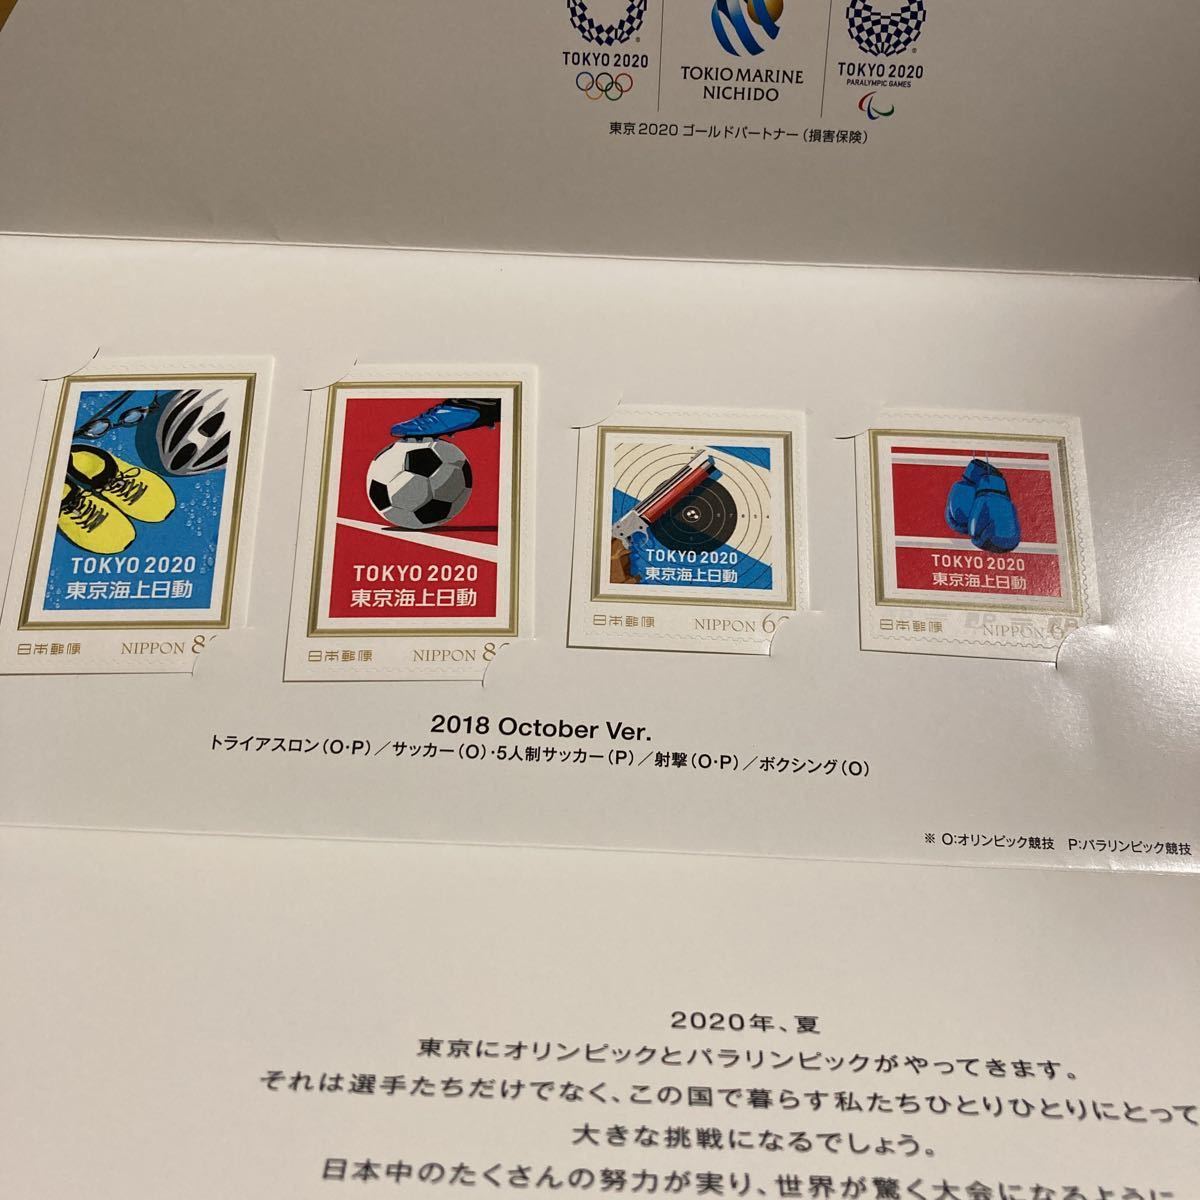 TOKYO 2020
TOKIO MARINE
NICHIDO
TOKYO 2020
PARALYMPIC GAMES
東京2020 ゴールドパートナー（損害保険）
TOKYO 2020
東京海上日動
日本郵便 NIPPON
TOKYO 2020
東京海上日動
日本郵便 NIPPON
TOKYO 2020
東京海上日動
日本郵便 NIPPON
TOKYO 2020
東京海上日動
日本郵便 NIPPON
2018 October Ver.
トライアスロン（O・P）／サッカー（O）・5人制サッカー（P）／射撃（O・P）／ボクシング（O）
※ O：オリンピック競技　P：パラリンピック競技
2020年、夏
東京にオリンピックとパラリンピックがやってきます。
それは選手たちだけでなく、この国で暮らす私たちひとりひとりにとって
大きな挑戦になるでしょう。
日本中のたくさんの努力が実り、世界が驚く大会になるように